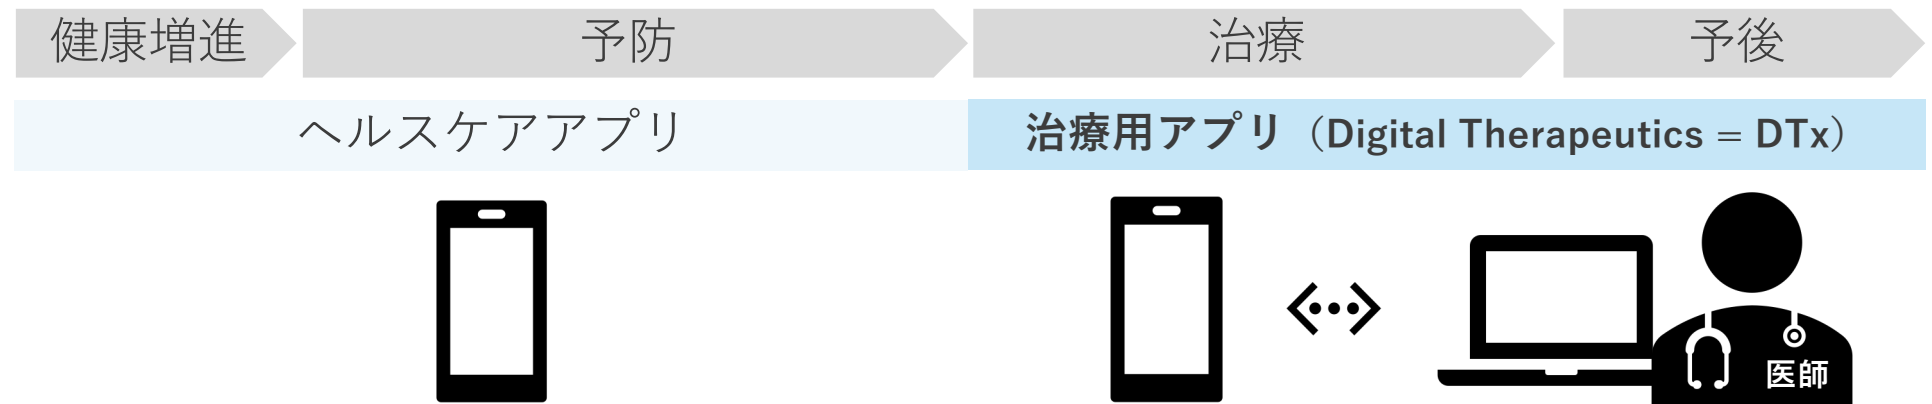 健康増進 予防 治療 予後
ヘルスケアアプリ 治療用アプリ（Digital Therapeutics = DTx）
医師